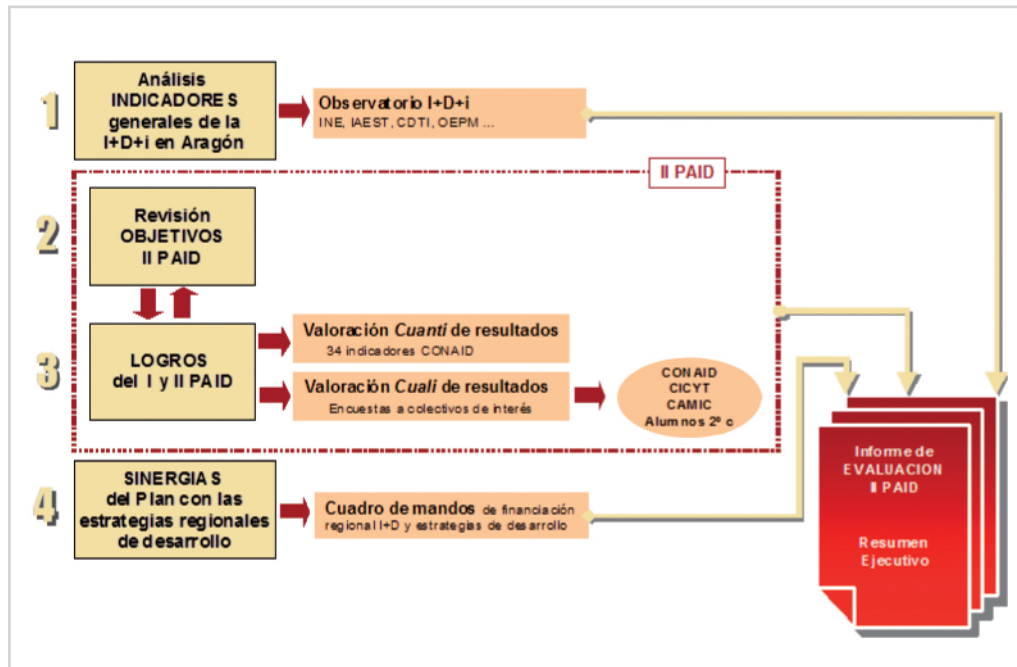 1
Análisis
INDICADORES
generales de la
I+D+i en Aragón
Observatorio I+D+i
INE, IAEST, CDTI, OEPM ...
II PAID
2
Revisión
OBJETIVOS
II PAID
3
LOGROS
del I y II PAID
Valoración Cuanti de resultados
34 indicadores CONAID
Valoración Cuali de resultados
Encuestas a colectivos de interés
CONAID
CICYT
CAMIC
Alumnos 2º c
4
SINERGIAS
del Plan con las
estrategias regionales
de desarrollo
Cuadro de mandos de financiación
regional I+D y estrategias de desarrollo
Informe de
EVALUACION
II PAID
Resumen
Ejecutivo